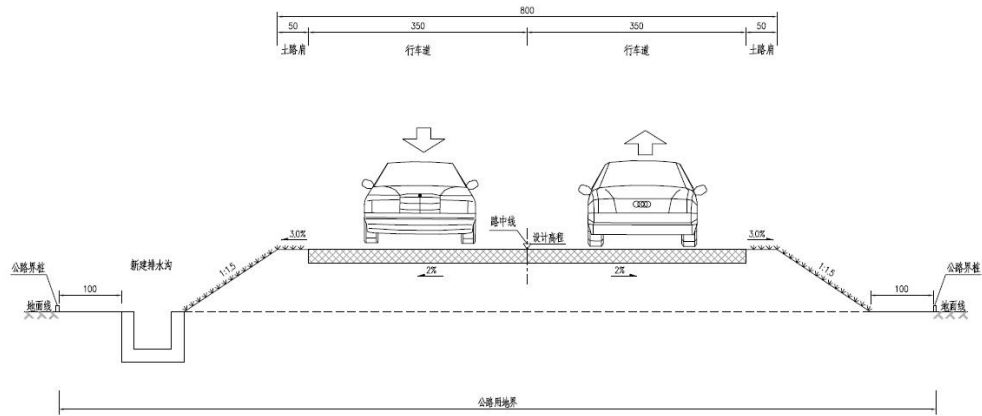 800
50 350 350 50
土路肩 行车道 行车道 土路肩
路中线
设计高程
3.0% 3.0%
公路界桩 新建排水沟 1:1.5 2% 2% 1:1.5 公路界桩
100 100
地面线 地面线
公路用地界